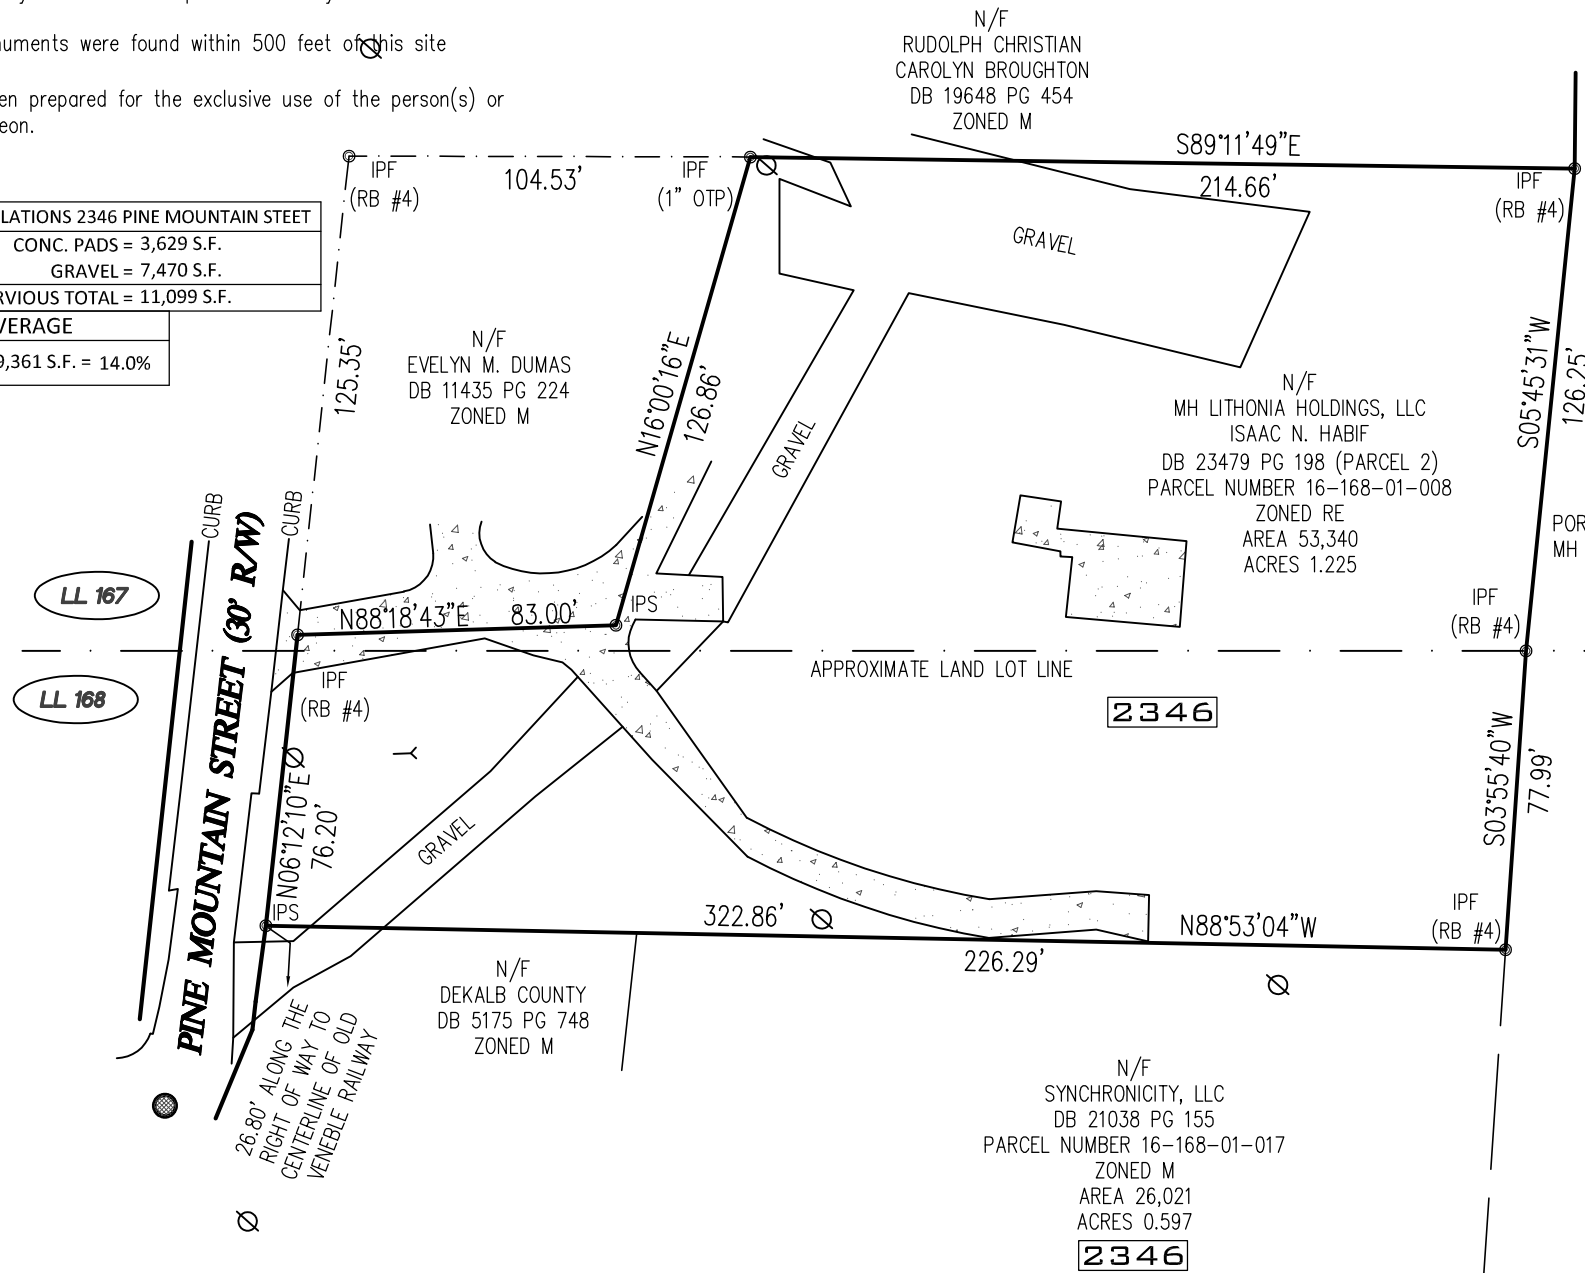 numents were found within 500 feet of this site
en prepared for the exclusive use of the person(s) or
eon.
N/F
RUDOLPH CHRISTIAN
CAROLYN BROUGHTON
DB 19648 PG 454
ZONED M
LATIONS 2346 PINE MOUNTAIN STEET
CONC. PADS = 3,629 S.F.
GRAVEL = 7,470 S.F.
RVIOUS TOTAL = 11,099 S.F.
VERAGE
9,361 S.F. = 14.0%
IPF
(RB #4)
104.53'
IPF
(1" OTP)
S89°11'49"E
214.66'
IPF
(RB #4)
GRAVEL
125.35'
N/F
EVELYN M. DUMAS
DB 11435 PG 224
ZONED M
N16°00'16"E
126.86'
GRAVEL
S05°45'31"W
126.25'
N/F
MH LITHONIA HOLDINGS, LLC
ISAAC N. HABIF
DB 23479 PG 198 (PARCEL 2)
PARCEL NUMBER 16-168-01-008
ZONED RE
AREA 53,340
ACRES 1.225
POR
MH
CURB
CURB
PINE MOUNTAIN STREET (30' R/W)
LL 167
LL 168
N88°18'43"E
83.00'
IPS
IPF
(RB #4)
IPF
(RB #4)
APPROXIMATE LAND LOT LINE
2346
N06°12'10"E
76.20'
GRAVEL
S03°55'40"W
77.99'
IPS
322.86'
N88°53'04"W
226.29'
IPF
(RB #4)
N/F
DEKALB COUNTY
DB 5175 PG 748
ZONED M
26.80' ALONG THE
RIGHT OF WAY TO
CENTERLINE OF OLD
VENEBLE RAILWAY
N/F
SYNCHRONICITY, LLC
DB 21038 PG 155
PARCEL NUMBER 16-168-01-017
ZONED M
AREA 26,021
ACRES 0.597
2346